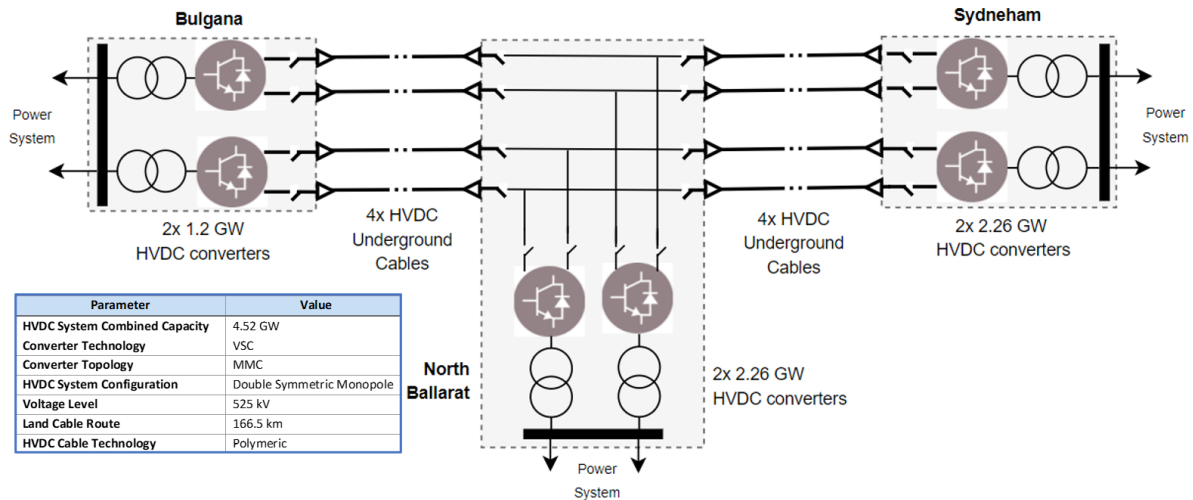 Bulgana
Sydneham
Power
System
Power
System
2x 1.2 GW
HVDC converters
4x HVDC
Underground
Cables
4x HVDC
Underground
Cables
2x 2.26 GW
HVDC converters
Parameter Value
HVDC System Combined Capacity 4.52 GW
Converter Technology VSC
Converter Topology MMC
HVDC System Configuration Double Symmetric Monopole
Voltage Level 525 kV
Land Cable Route 166.5 km
HVDC Cable Technology Polymeric
North
Ballarat
2x 2.26 GW
HVDC converters
Power
System